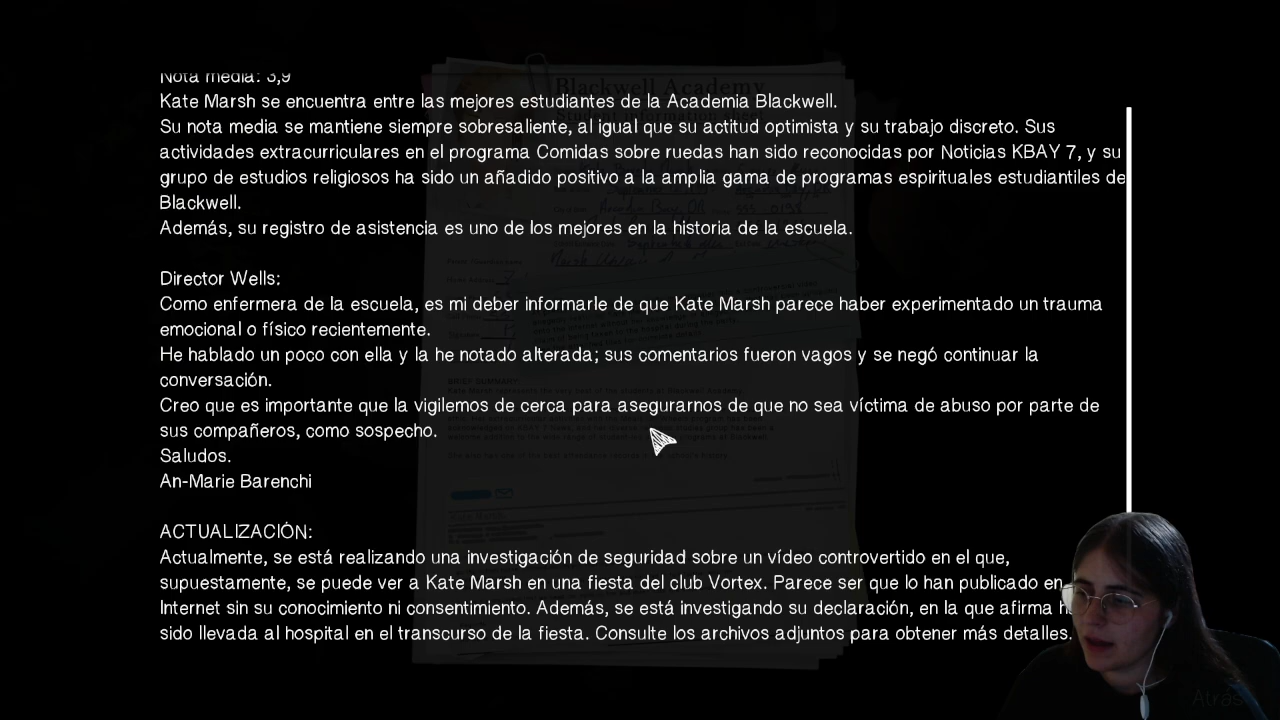 Nota media: 3,9
Kate Marsh se encuentra entre las mejores estudiantes de la Academia Blackwell.
Su nota media se mantiene siempre sobresaliente, al igual que su actitud optimista y su trabajo discreto. Sus
actividades extracurriculares en el programa Comidas sobre ruedas han sido reconocidas por Noticias KBAY 7, y su
grupo de estudios religiosos ha sido un añadido positivo a la amplia gama de programas espirituales estudiantiles de
Blackwell.
Además, su registro de asistencia es uno de los mejores en la historia de la escuela.
Director Wells:
Como enfermera de la escuela, es mi deber informarle de que Kate Marsh parece haber experimentado un trauma
emocional o físico recientemente.
He hablado un poco con ella y la he notado alterada; sus comentarios fueron vagos y se negó continuar la
conversación.
Creo que es importante que la vigilemos de cerca para asegurarnos de que no sea víctima de abuso por parte de
sus compañeros, como sospecho.
Saludos.
An-Marie Barenchi
ACTUALIZACIÓN:
Actualmente, se está realizando una investigación de seguridad sobre un vídeo controvertido en el que,
supuestamente, se puede ver a Kate Marsh en una fiesta del club Vortex. Parece ser que lo han publicado en
Internet sin su conocimiento ni consentimiento. Además, se está investigando su declaración, en la que afirma
sido llevada al hospital en el transcurso de la fiesta. Consulte los archivos adjuntos para obtener más detalles.
Blackwell Academy
Atrás